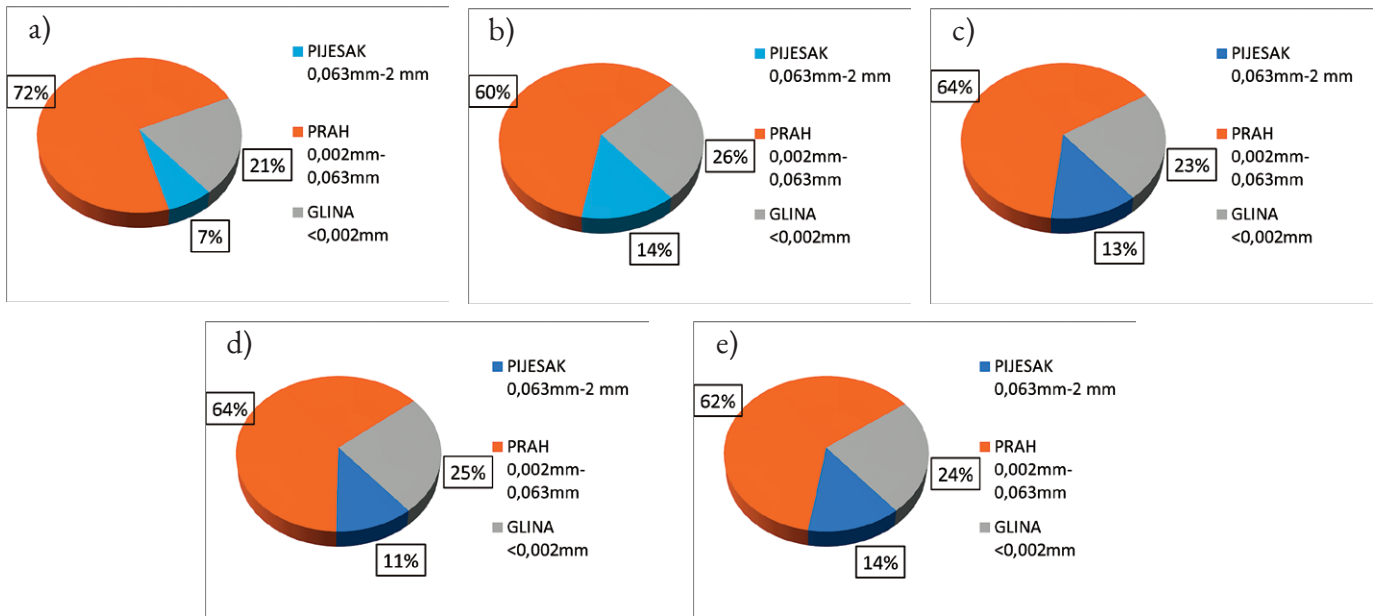 a)
72%
21%
7%
PIJESAK
0,063mm-2 mm
PRAH
0,002mm-
0,063mm
GLINA
<0,002mm
b)
60%
26%
14%
PIJESAK
0,063mm-2 mm
PRAH
0,002mm-
0,063mm
GLINA
<0,002mm
c)
64%
23%
13%
PIJESAK
0,063mm-2 mm
PRAH
0,002mm-
0,063mm
GLINA
<0,002mm
d)
64%
25%
11%
PIJESAK
0,063mm-2 mm
PRAH
0,002mm-
0,063mm
GLINA
<0,002mm
e)
62%
24%
14%
PIJESAK
0,063mm-2 mm
PRAH
0,002mm-
0,063mm
GLINA
<0,002mm